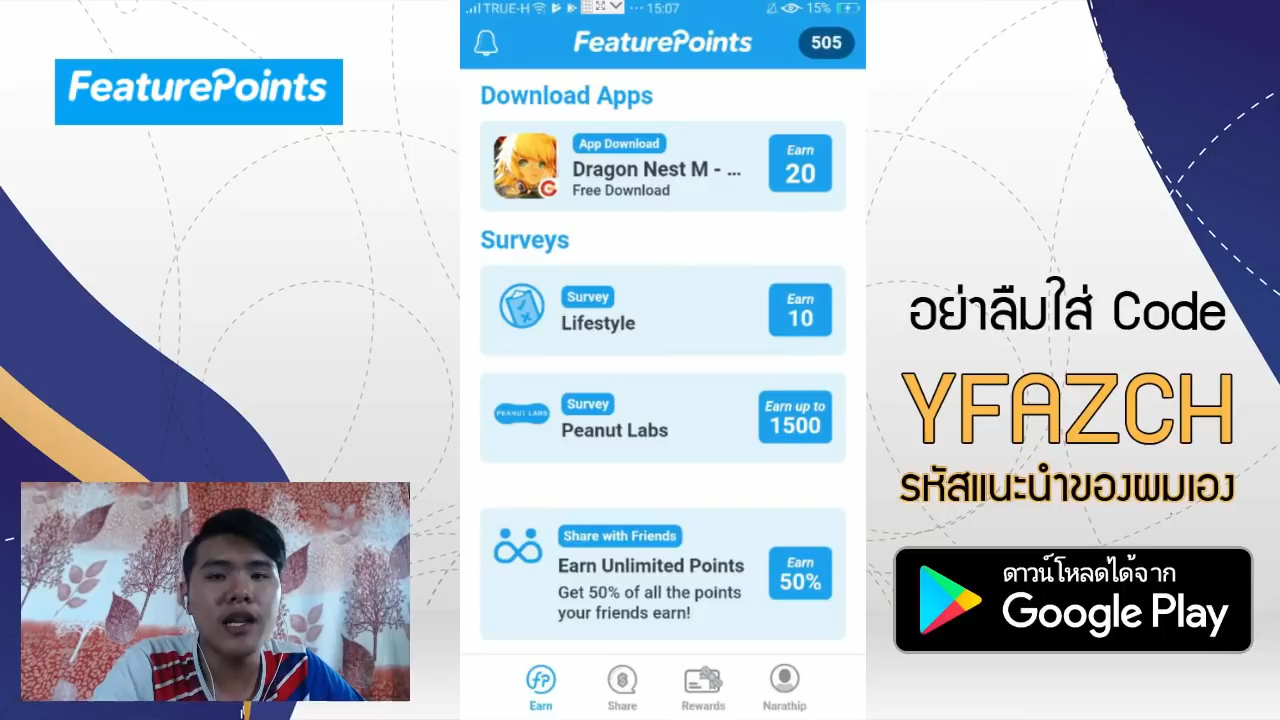 FeaturePoints
TRUE-H
15:07
15%
FeaturePoints
505
Download Apps
App Download
Dragon Nest M - ...
Free Download
Earn
20
Surveys
Survey
Lifestyle
Earn
10
PEANUT LABS
Survey
Peanut Labs
Earn up to
1500
Share with Friends
Earn Unlimited Points
Get 50% of all the points
your friends earn!
Earn
50%
fp
Earn
Share
Rewards
Narathip
อย่าลืมใส่ Code
YFAZCH
รหัสแนะนำของผมเอง
ดาวน์โหลดได้จาก
Google Play